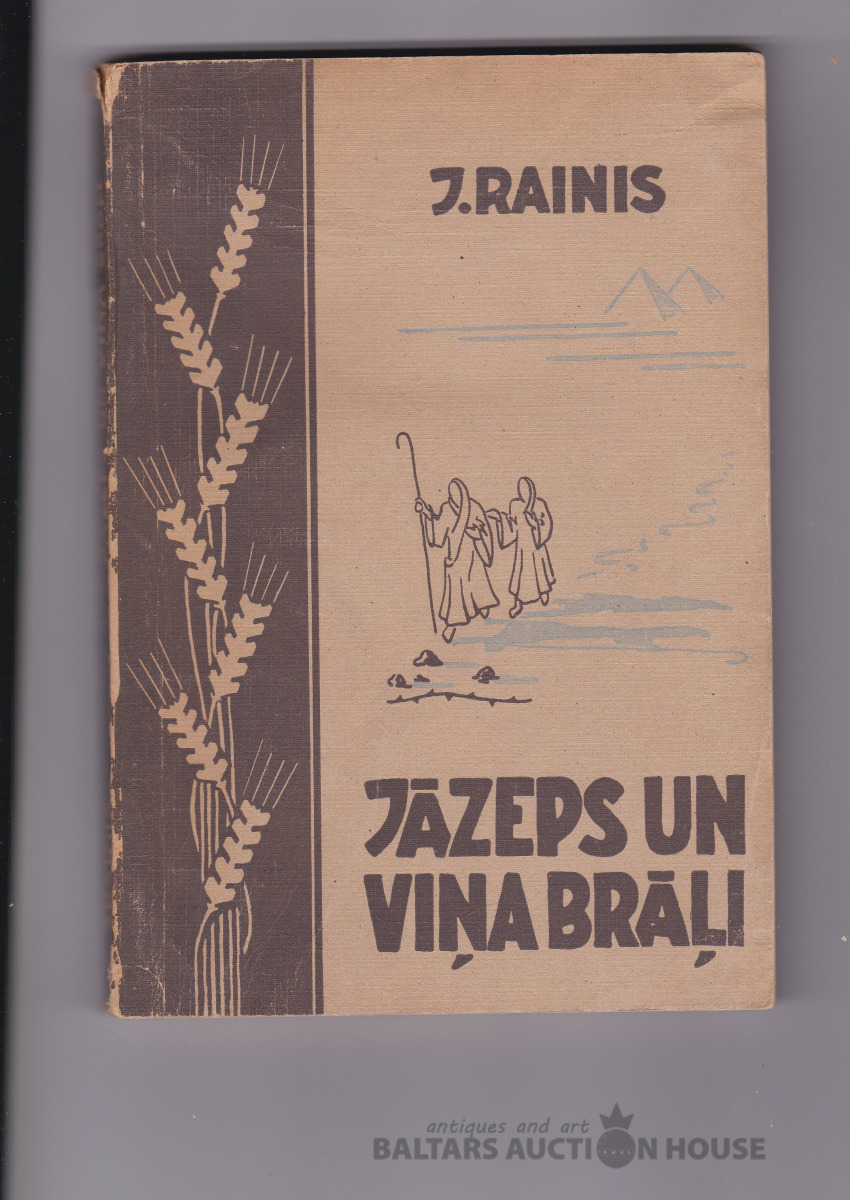 J.RAINIS
JĀZEPS UN
VIŅA BRĀĻI
antiques and art
BALTARS AUCTION HOUSE